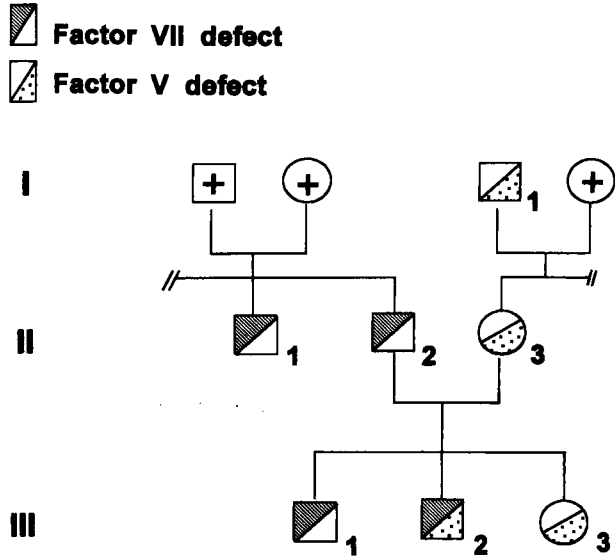 Factor VII defect
Factor V defect
I
+ + 1 +
II
1 2 3
III
1 2 3